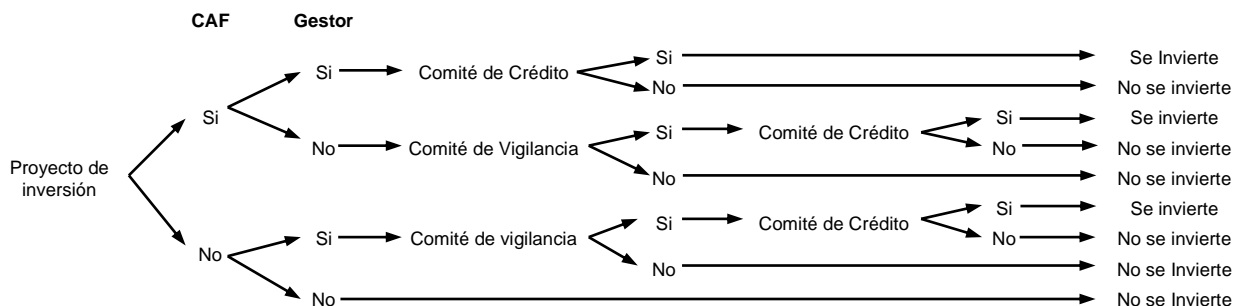 CAF Gestor
Si Se Invierte
Si Comité de Crédito
No No se invierte
Si Si Se invierte
Si Comité de Crédito
No Comité de Vigilancia No No se invierte
Proyecto de
inversión
No No se invierte
Si Se invierte
Si Comité de Crédito
Si Comité de vigilancia No No se invierte
No
No No se Invierte
No No se Invierte